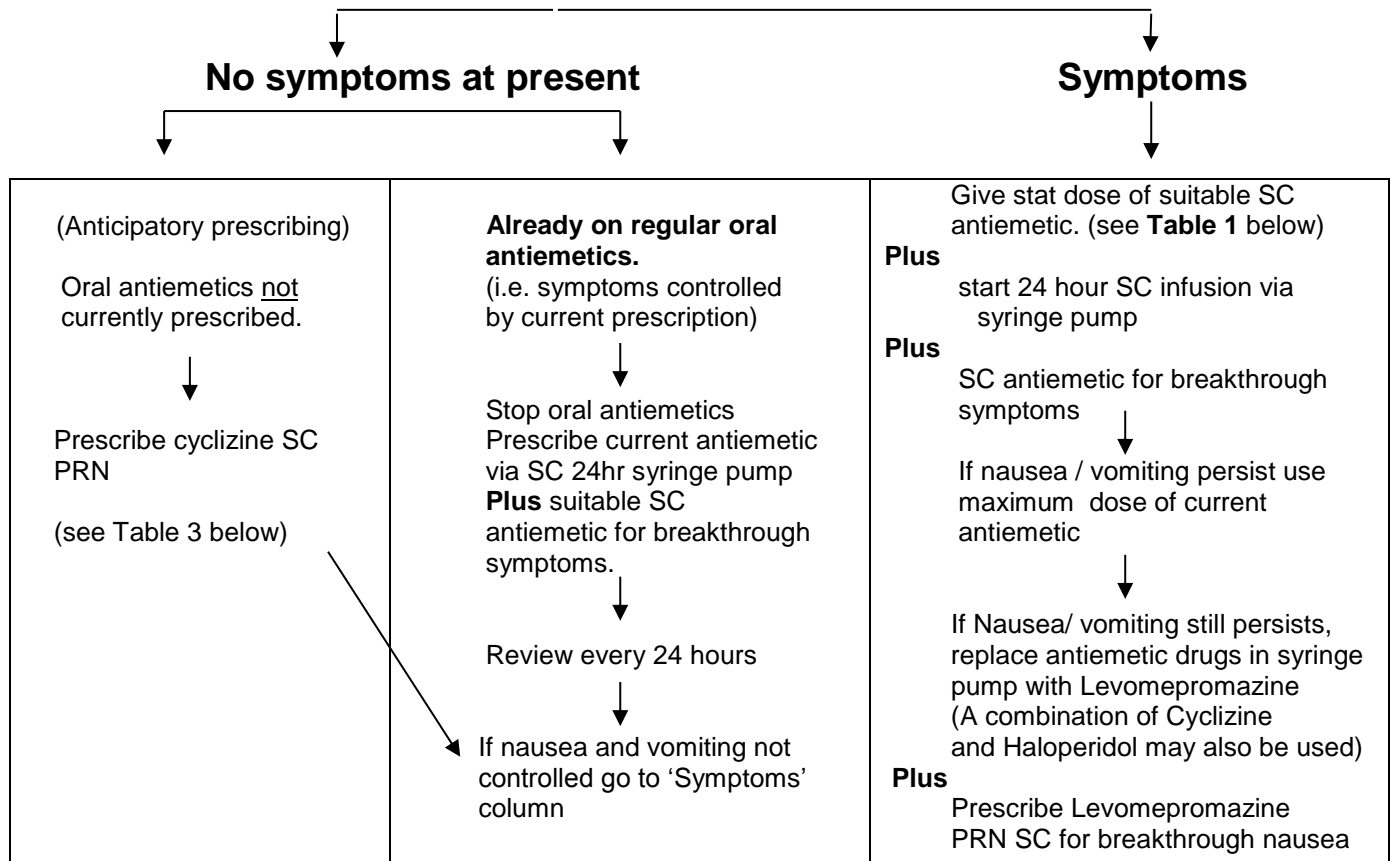 No symptoms at present
Symptoms
(Anticipatory prescribing)
Oral antiemetics not
currently prescribed.
Prescribe cyclizine SC
PRN
(see Table 3 below)
Already on regular oral
antiemetics.
(i.e. symptoms controlled
by current prescription)
Stop oral antiemetics
Prescribe current antiemetic
via SC 24hr syringe pump
Plus suitable SC
antiemetic for breakthrough
symptoms.
Review every 24 hours
If nausea and vomiting not
controlled go to ‘Symptoms’
column
Give stat dose of suitable SC
antiemetic. (see Table 1 below)
Plus
start 24 hour SC infusion via
syringe pump
Plus
SC antiemetic for breakthrough
symptoms
If nausea / vomiting persist use
maximum dose of current
antiemetic
If Nausea/ vomiting still persists,
replace antiemetic drugs in syringe
pump with Levomepromazine
(A combination of Cyclizine
and Haloperidol may also be used)
Plus
Prescribe Levomepromazine
PRN SC for breakthrough nausea